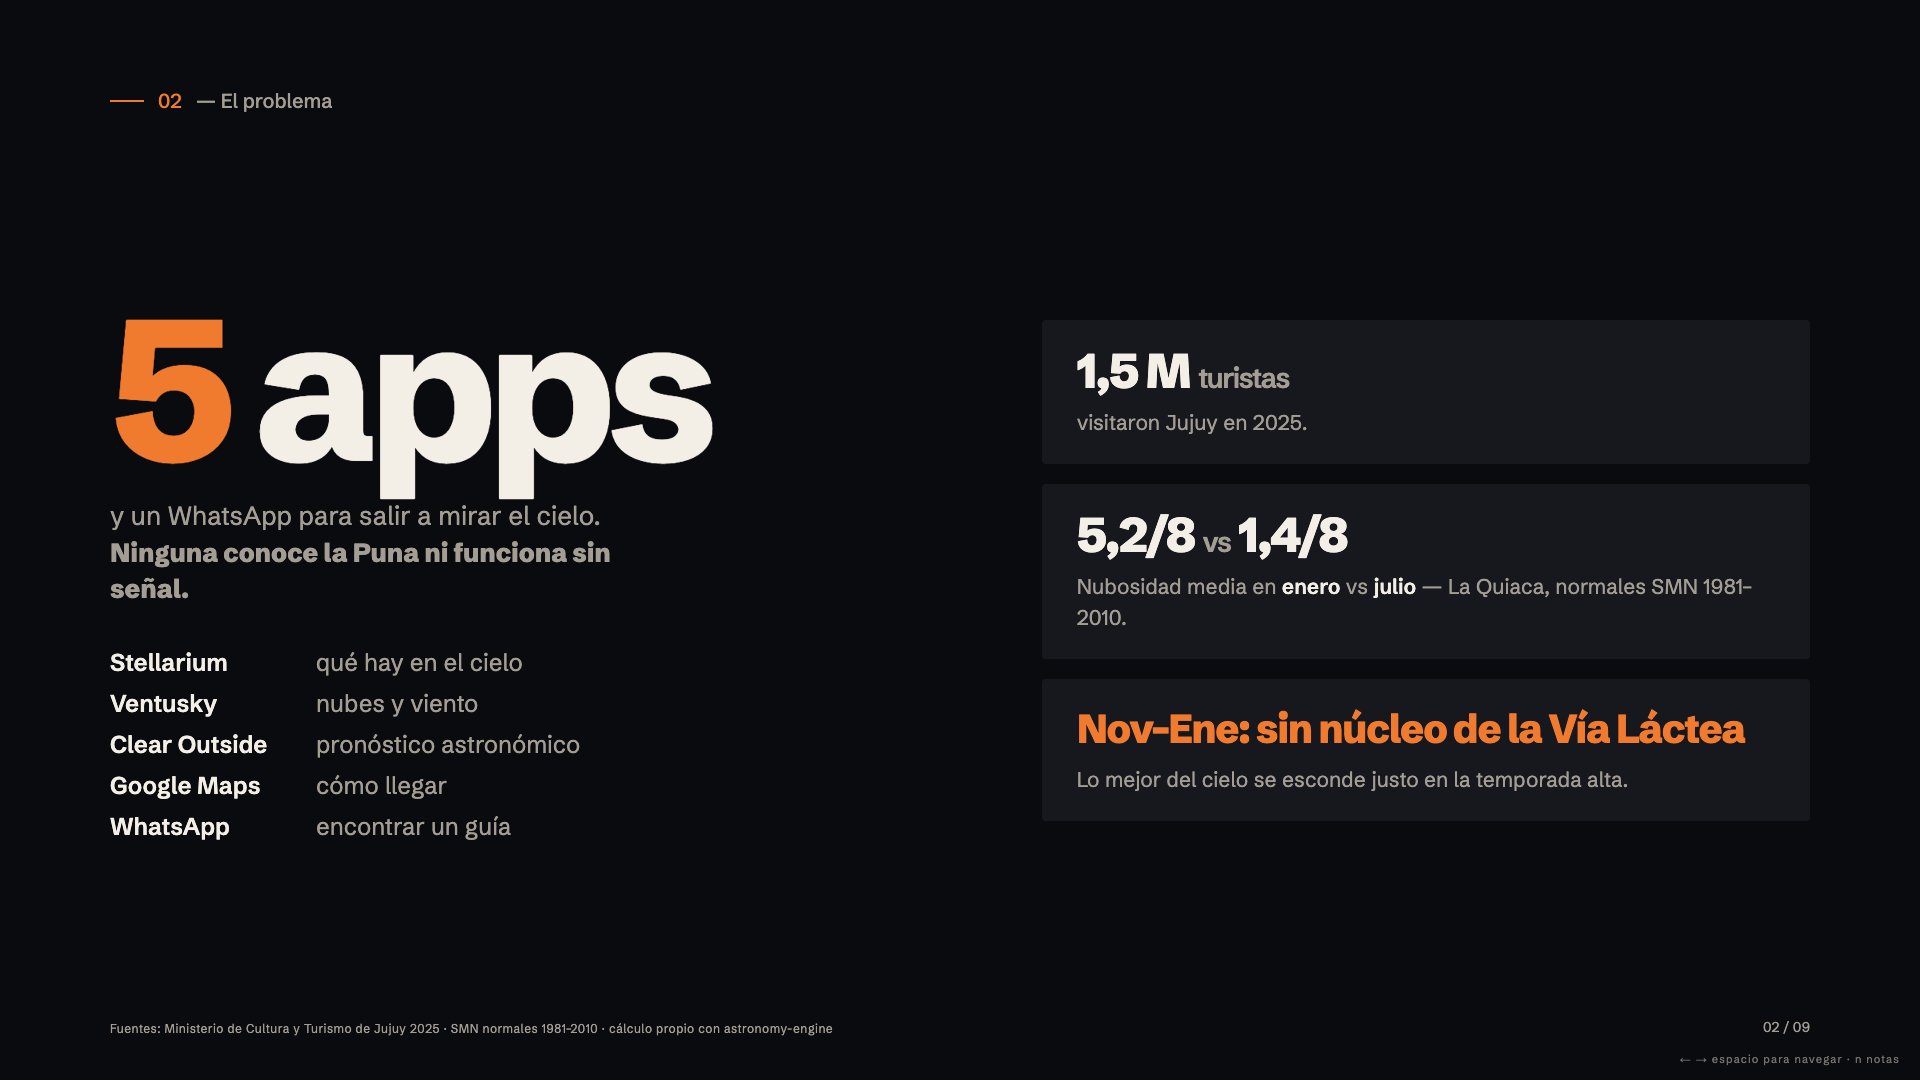 02 — El problema
5 apps
y un WhatsApp para salir a mirar el cielo.
Ninguna conoce la Puna ni funciona sin
señal.
Stellarium qué hay en el cielo
Ventusky nubes y viento
Clear Outside pronóstico astronómico
Google Maps cómo llegar
WhatsApp encontrar un guía
1,5 M turistas
visitaron Jujuy en 2025.
5,2/8 vs 1,4/8
Nubosidad media en enero vs julio — La Quiaca, normales SMN 1981–
2010.
Nov–Ene: sin núcleo de la Vía Láctea
Lo mejor del cielo se esconde justo en la temporada alta.
Fuentes: Ministerio de Cultura y Turismo de Jujuy 2025 · SMN normales 1981–2010 · cálculo propio con astronomy-engine
02 / 09
← → espacio para navegar · n notas